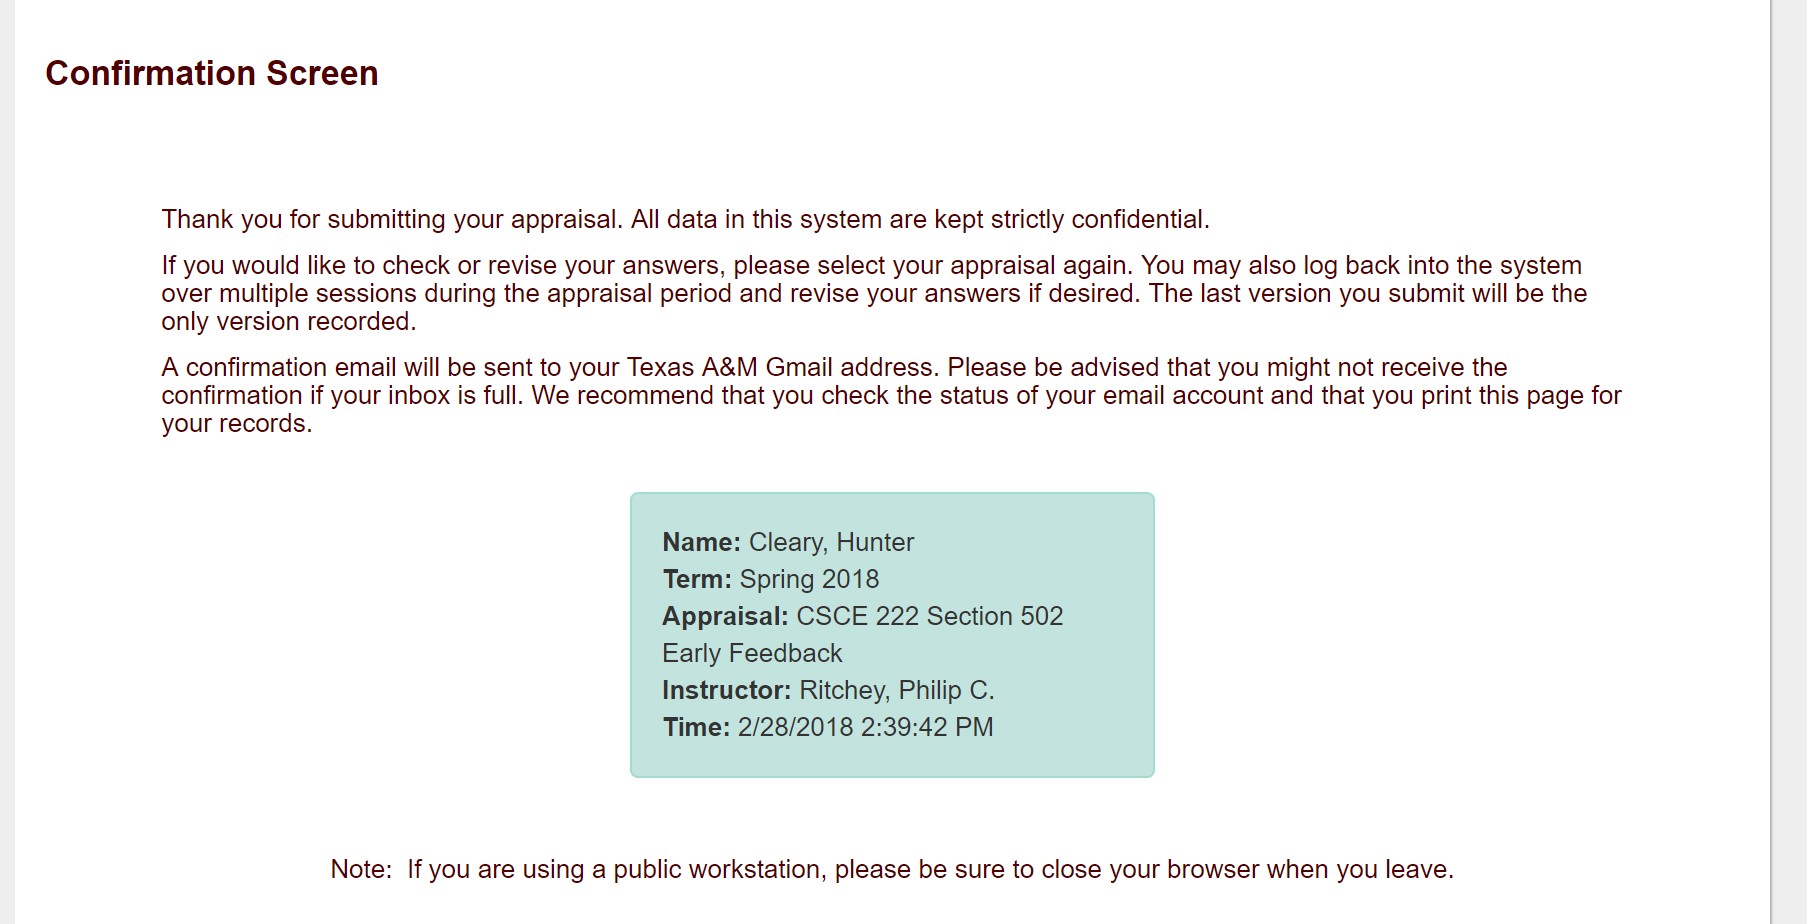 Confirmation Screen
Thank you for submitting your appraisal. All data in this system are kept strictly confidential.
If you would like to check or revise your answers, please select your appraisal again. You may also log back into the system
over multiple sessions during the appraisal period and revise your answers if desired. The last version you submit will be the
only version recorded.
A confirmation email will be sent to your Texas A&M Gmail address. Please be advised that you might not receive the
confirmation if your inbox is full. We recommend that you check the status of your email account and that you print this page for
your records.
Name: Cleary, Hunter
Term: Spring 2018
Appraisal: CSCE 222 Section 502
Early Feedback
Instructor: Ritchey, Philip C.
Time: 2/28/2018 2:39:42 PM
Note:  If you are using a public workstation, please be sure to close your browser when you leave.